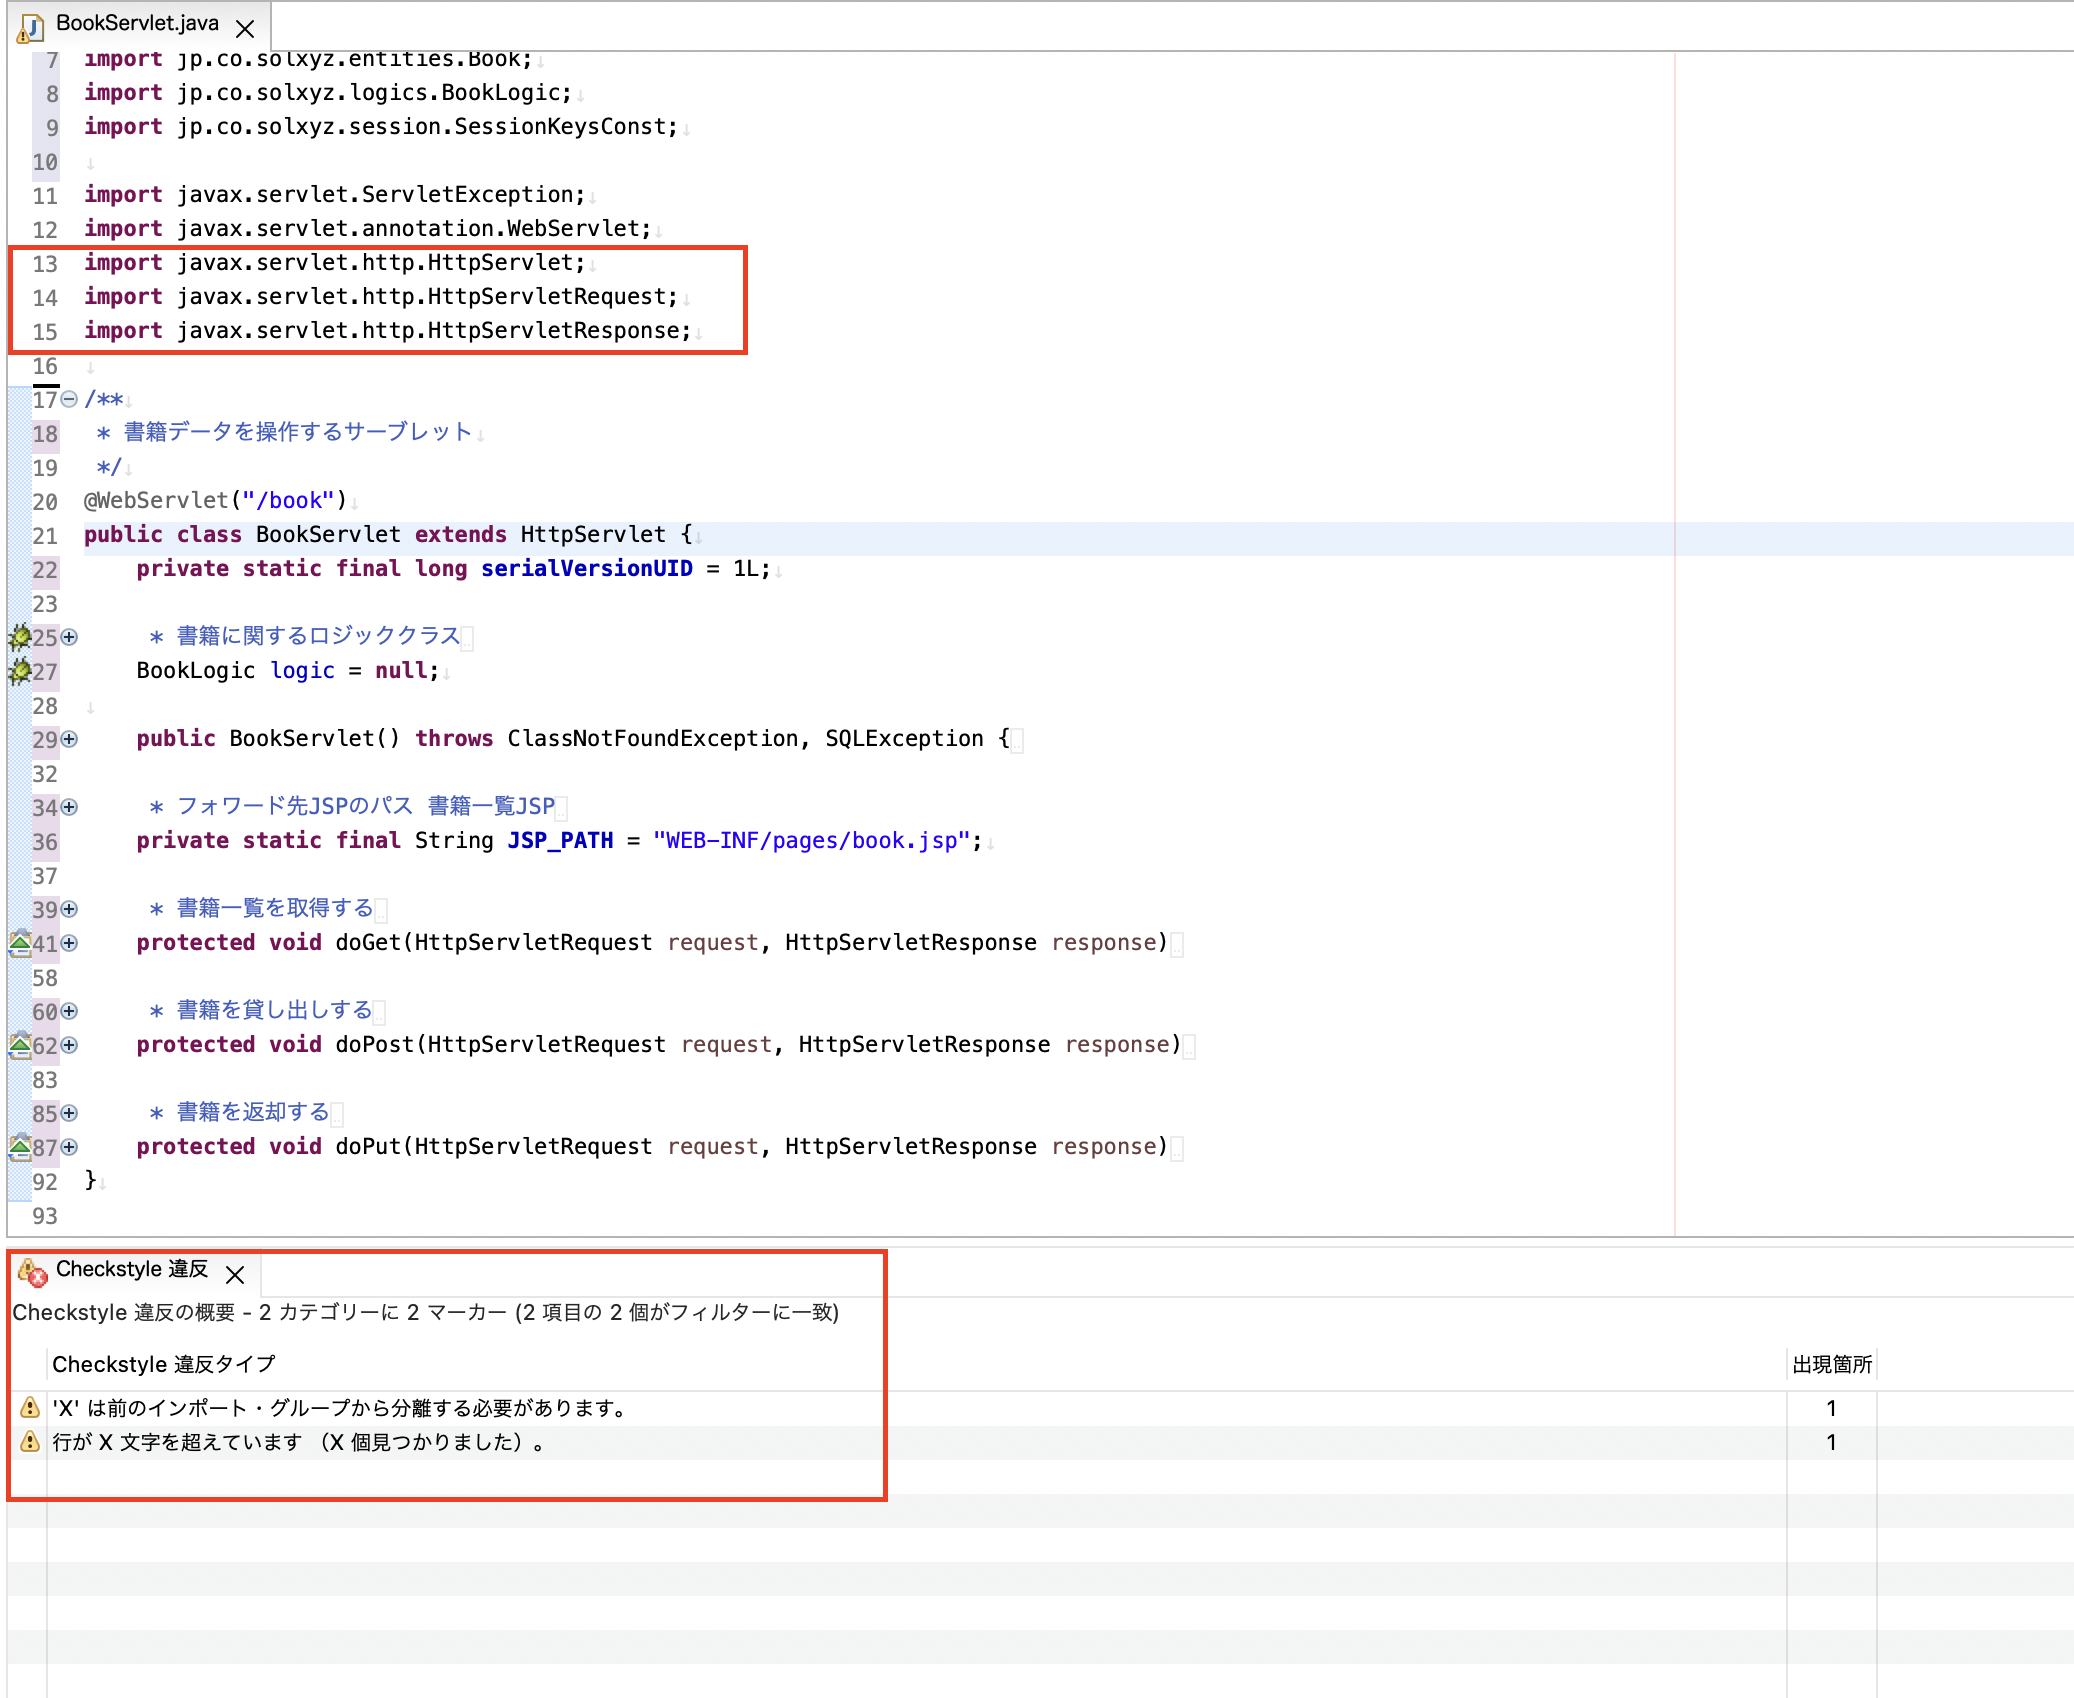 BookServlet.java
7 import jp.co.solxyz.entities.Book;
8 import jp.co.solxyz.logics.BookLogic;
9 import jp.co.solxyz.session.SessionKeysConst;
10
11 import javax.servlet.ServletException;
12 import javax.servlet.annotation.WebServlet;
13 import javax.servlet.http.HttpServlet;
14 import javax.servlet.http.HttpServletRequest;
15 import javax.servlet.http.HttpServletResponse;
16
17 /**
18 * 書籍データを操作するサーブレット
19 */
20 @WebServlet("/book")
21 public class BookServlet extends HttpServlet {
22 private static final long serialVersionUID = 1L;
23
25 * 書籍に関するロジッククラス
27 BookLogic logic = null;
28
29 public BookServlet() throws ClassNotFoundException, SQLException {
32
34 * フォワード先JSPのパス 書籍一覧JSP
36 private static final String JSP_PATH = "WEB-INF/pages/book.jsp";
37
39 * 書籍一覧を取得する
41 protected void doGet(HttpServletRequest request, HttpServletResponse response)
58
60 * 書籍を貸し出しする
62 protected void doPost(HttpServletRequest request, HttpServletResponse response)
83
85 * 書籍を返却する
87 protected void doPut(HttpServletRequest request, HttpServletResponse response)
92 }
93
Checkstyle 違反
Checkstyle 違反の概要 - 2 カテゴリーに 2 マーカー (2 項目の 2 個がフィルターに一致)
Checkstyle 違反タイプ 出現箇所
'X' は前のインポート・グループから分離する必要があります。 1
行が X 文字を超えています （X 個見つかりました）。 1